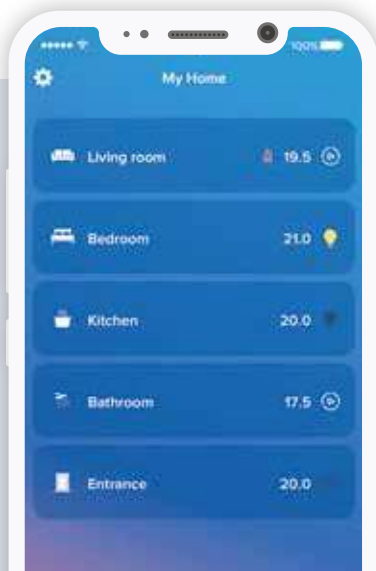 100%
My Home
Living room 19.5
Bedroom 21.0
Kitchen 20.0
Bathroom 17.5
Entrance 20.0